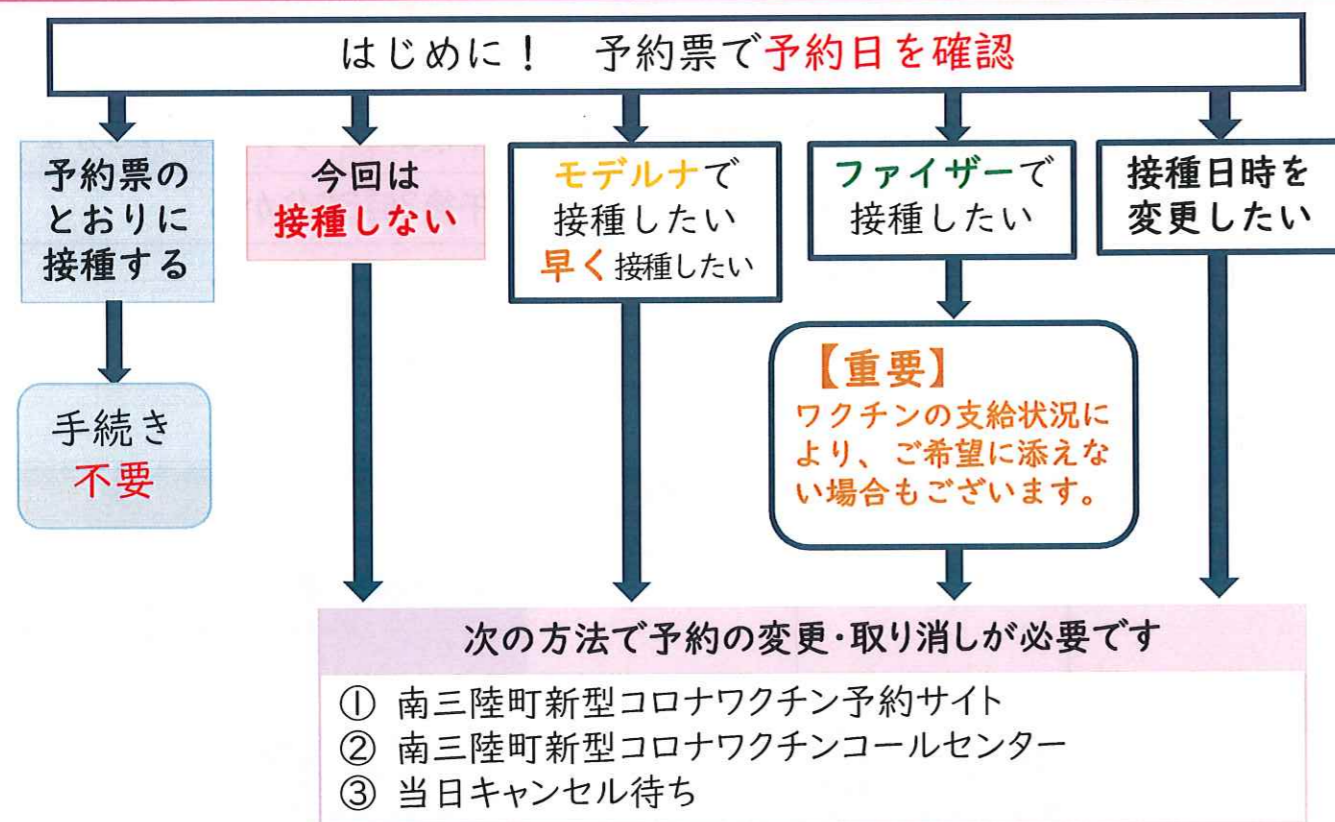 はじめに！　予約票で予約日を確認
予約票の
とおりに
接種する
今回は
接種しない
モデルナで
接種したい
早く接種したい
ファイザーで
接種したい
接種日時を
変更したい
手続き
不要
【重要】
ワクチンの支給状況に
より、ご希望に添えな
い場合もございます。
次の方法で予約の変更・取り消しが必要です
① 南三陸町新型コロナワクチン予約サイト
② 南三陸町新型コロナワクチンコールセンター
③ 当日キャンセル待ち